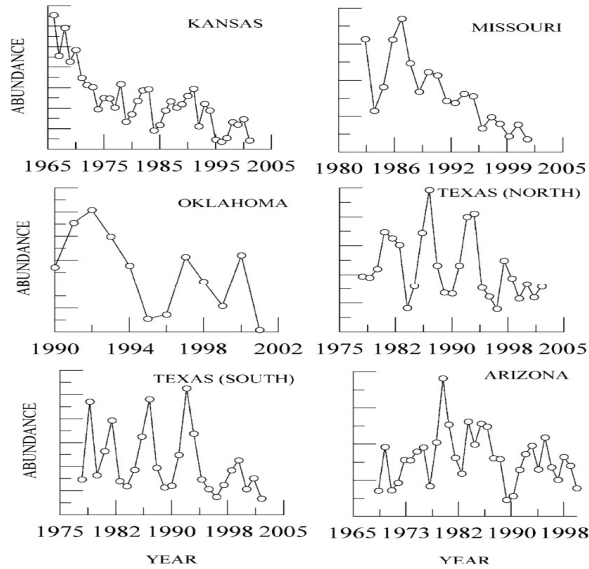 KANSAS
MISSOURI
ABUNDANCE
1965 1975 1985 1995 2005
1980 1986 1992 1999 2005
OKLAHOMA
TEXAS (NORTH)
ABUNDANCE
1990 1994 1998 2002
1975 1982 1990 1998 2005
TEXAS (SOUTH)
ARIZONA
ABUNDANCE
1975 1982 1990 1998 2005
1965 1973 1982 1990 1998
YEAR
YEAR